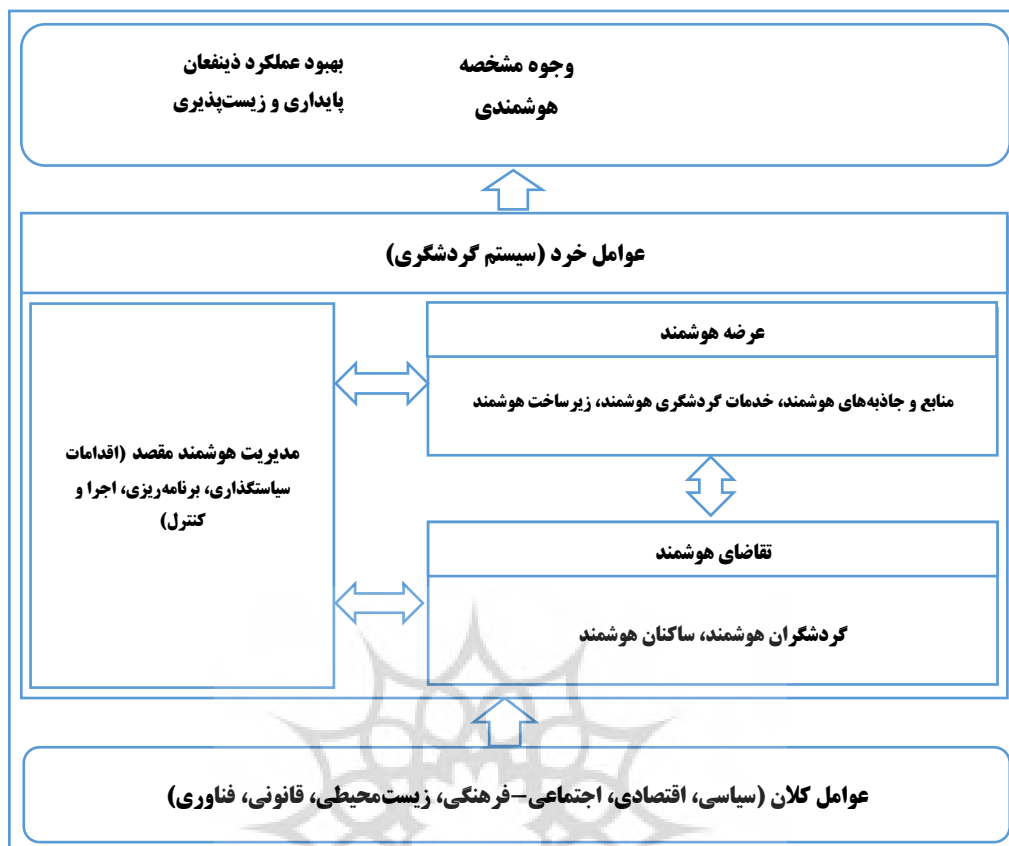 وجوه مشخصه
هوشمندی
بهبود عملکرد ذینفعان
پایداری و زیست‌پذیری
عوامل خرد (سیستم گردشگری)
عرضه هوشمند
منابع و جاذبه‌های هوشمند، خدمات گردشگری هوشمند، زیرساخت هوشمند
تقاضای هوشمند
گردشگران هوشمند، ساکنان هوشمند
مدیریت هوشمند مقصد (اقدامات
سیاستگذاری، برنامه‌ریزی، اجرا و
کنترل)
عوامل کلان (سیاسی، اقتصادی، اجتماعی-فرهنگی، زیست‌محیطی، قانونی، فناوری)